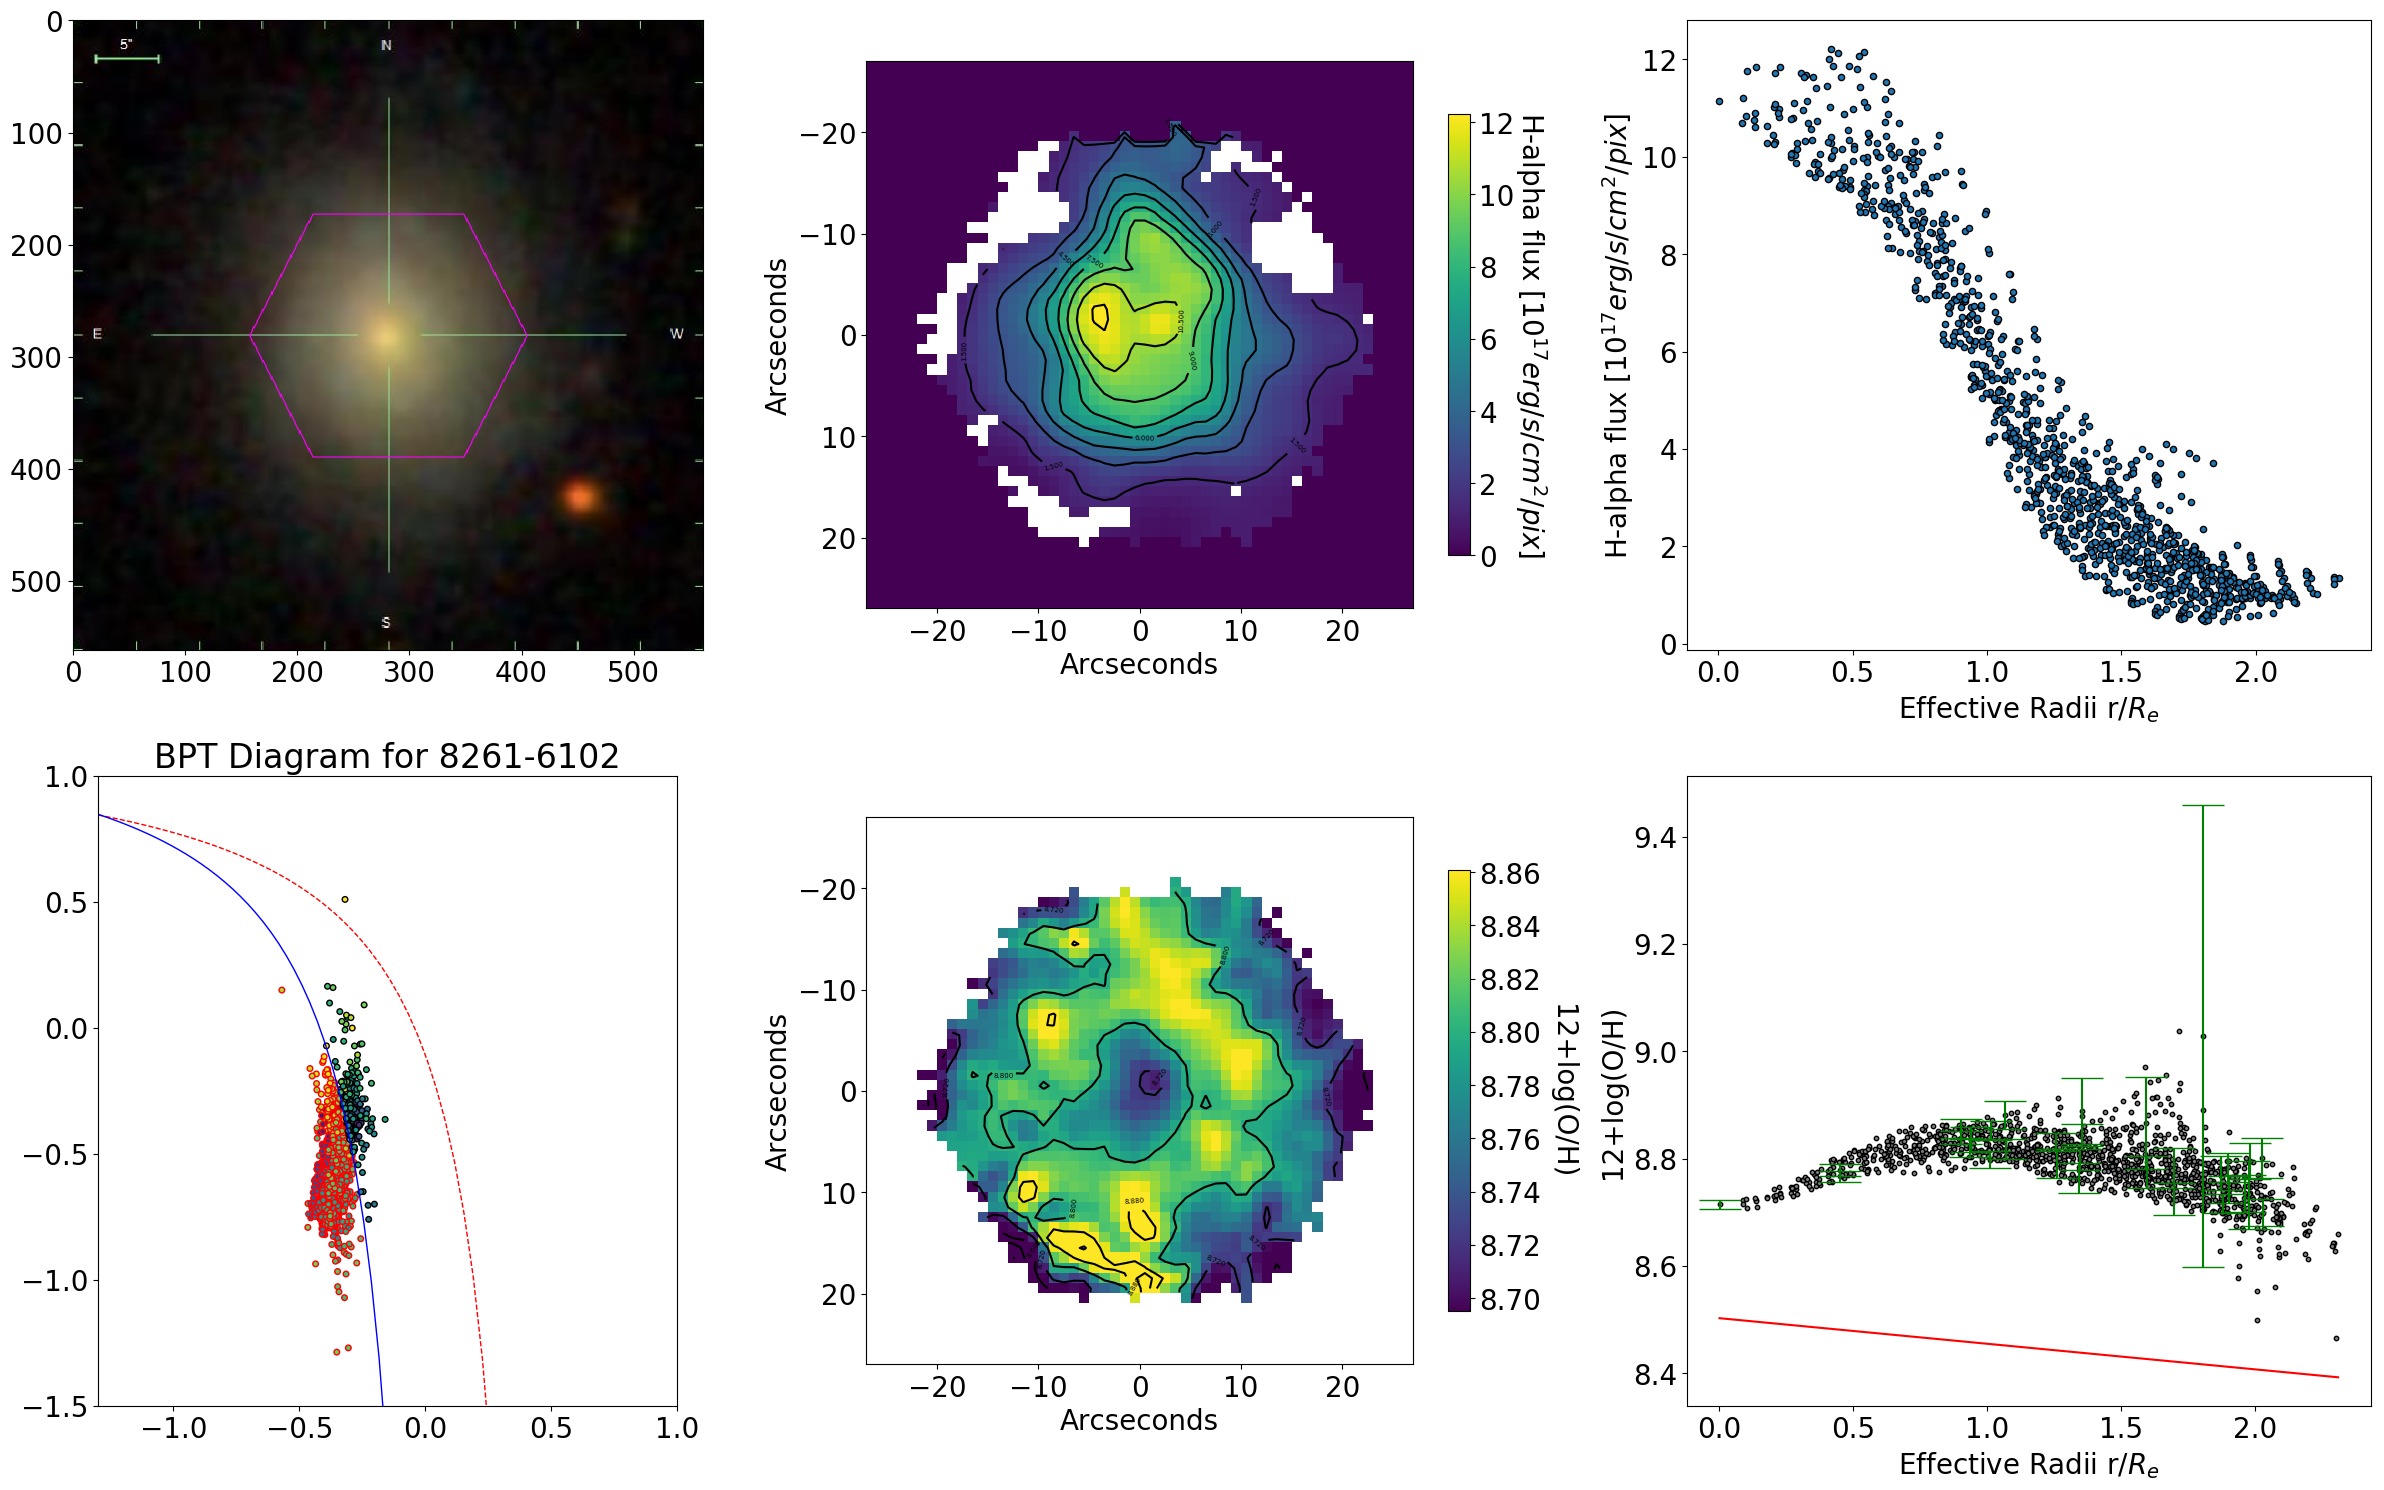 0
100
200
300
400
500
5"
N
E
W
S
0 100 200 300 400 500
−20
−10
0
10
20
Arcseconds
−20 −10 0 10 20
Arcseconds
12
10
8
6
4
2
0
H-alpha flux [10^17 erg/s/cm^2/pix]
12
10
8
6
4
2
0
H-alpha flux [10^17 erg/s/cm^2/pix]
0.0 0.5 1.0 1.5 2.0
Effective Radii r/R_e
BPT Diagram for 8261-6102
1.0
0.5
0.0
−0.5
−1.0
−1.5
−1.0 −0.5 0.0 0.5 1.0
−20
−10
0
10
20
Arcseconds
−20 −10 0 10 20
Arcseconds
8.86
8.84
8.82
8.80
8.78
8.76
8.74
8.72
8.70
12+log(O/H)
9.4
9.2
9.0
8.8
8.6
8.4
12+log(O/H)
0.0 0.5 1.0 1.5 2.0
Effective Radii r/R_e